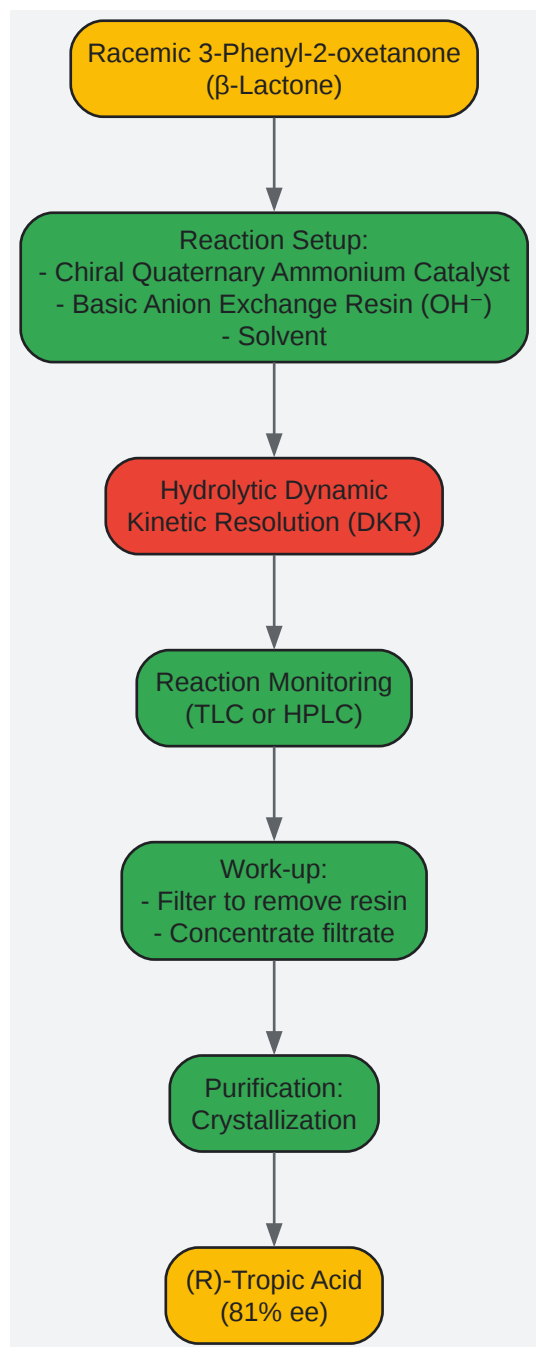 Racemic 3-Phenyl-2-oxetanone
(β-Lactone)
Reaction Setup:
- Chiral Quaternary Ammonium Catalyst
- Basic Anion Exchange Resin (OH⁻)
- Solvent
Hydrolytic Dynamic
Kinetic Resolution (DKR)
Reaction Monitoring
(TLC or HPLC)
Work-up:
- Filter to remove resin
- Concentrate filtrate
Purification:
Crystallization
(R)-Tropic Acid
(81% ee)